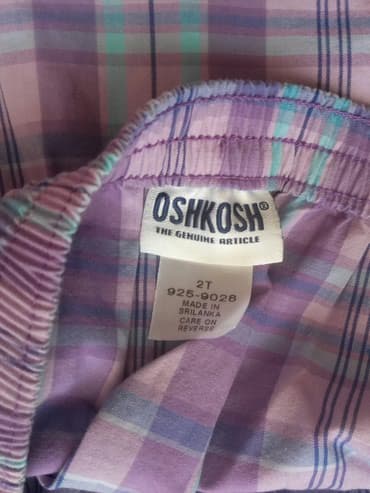 OSHKOSH®
THE GENUINE ARTICLE
2T
925-9028
MADE IN
SRILANKA
CARE ON
REVERSE